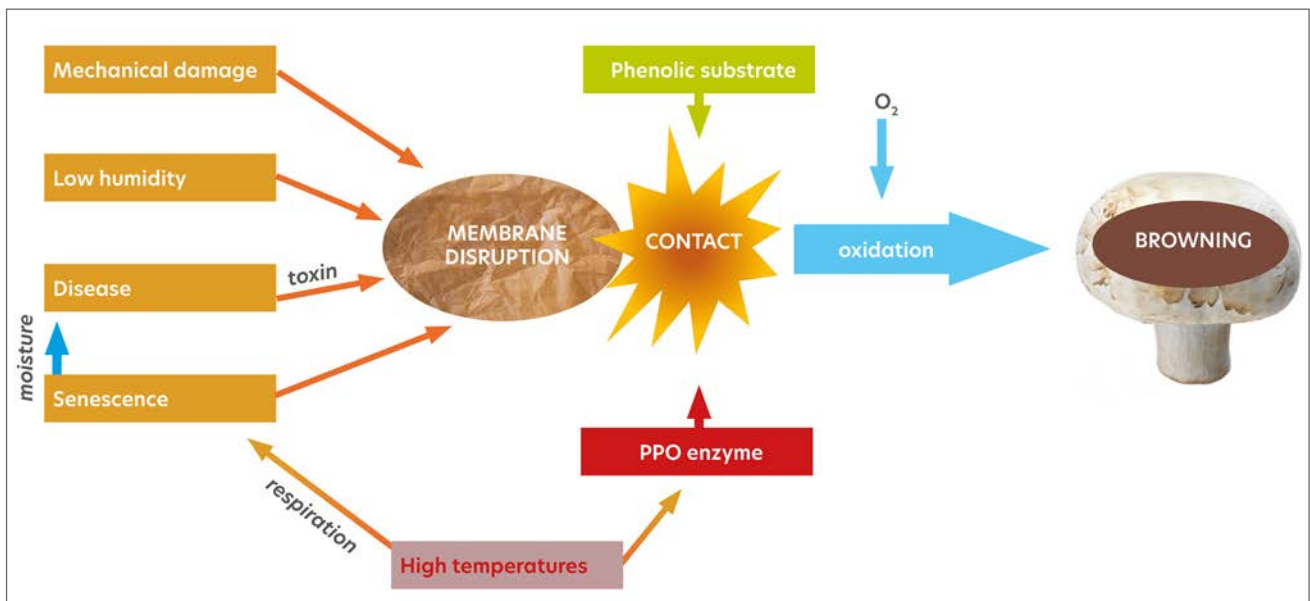 Mechanical damage
Phenolic substrate
O₂
Low humidity
MEMBRANE
DISRUPTION
CONTACT
oxidation
BROWNING
Disease
toxin
moisture
Senescence
PPO enzyme
respiration
High temperatures